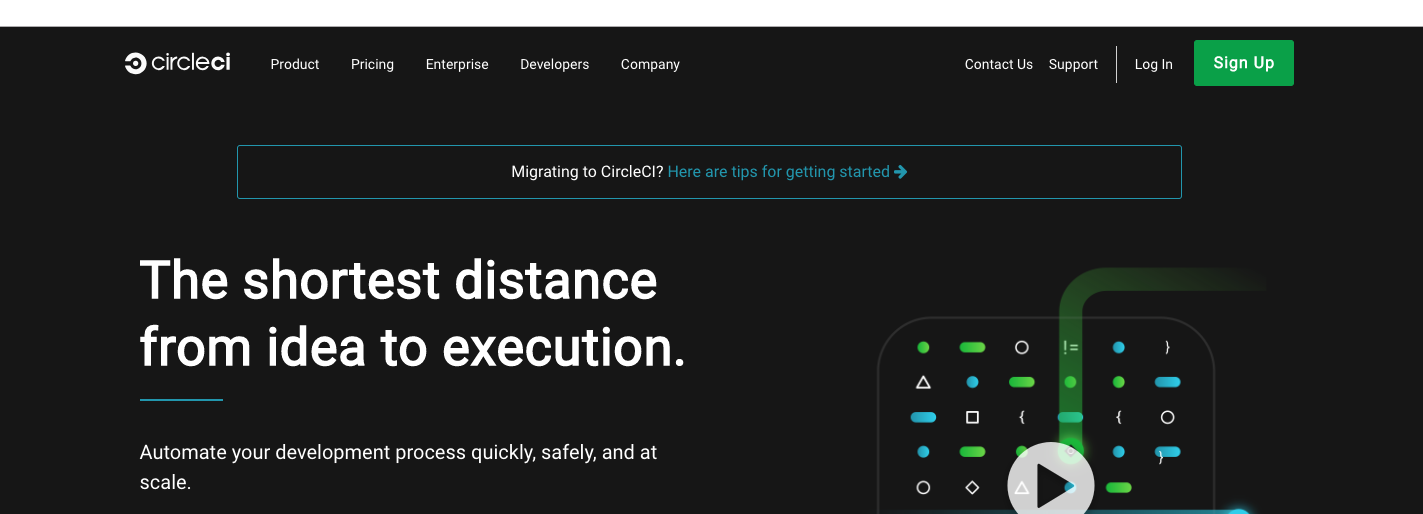 circleci
Product Pricing Enterprise Developers Company
Contact Us Support Log In Sign Up
Migrating to CircleCI? Here are tips for getting started
The shortest distance
from idea to execution.
Automate your development process quickly, safely, and at
scale.
!= }
{ {
}